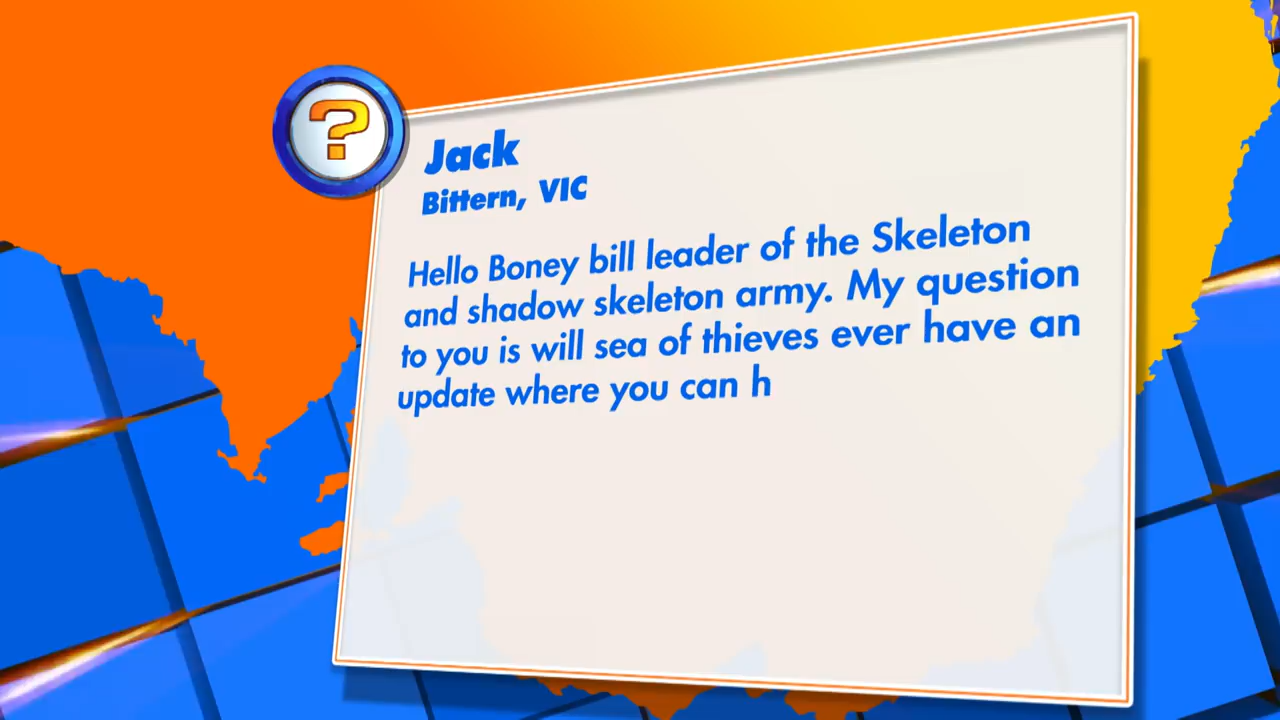 ?
Jack
Bittern, VIC
Hello Boney bill leader of the Skeleton
and shadow skeleton army. My question
to you is will sea of thieves ever have an
update where you can h